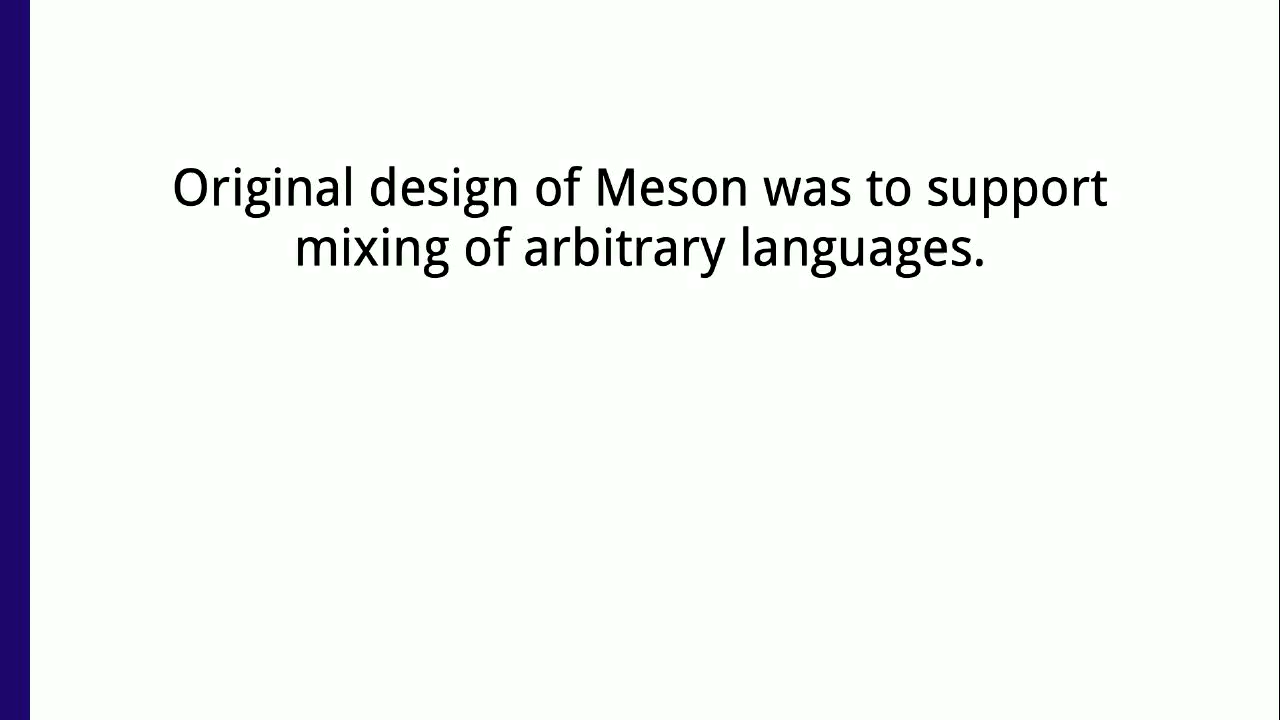 Original design of Meson was to support
mixing of arbitrary languages.